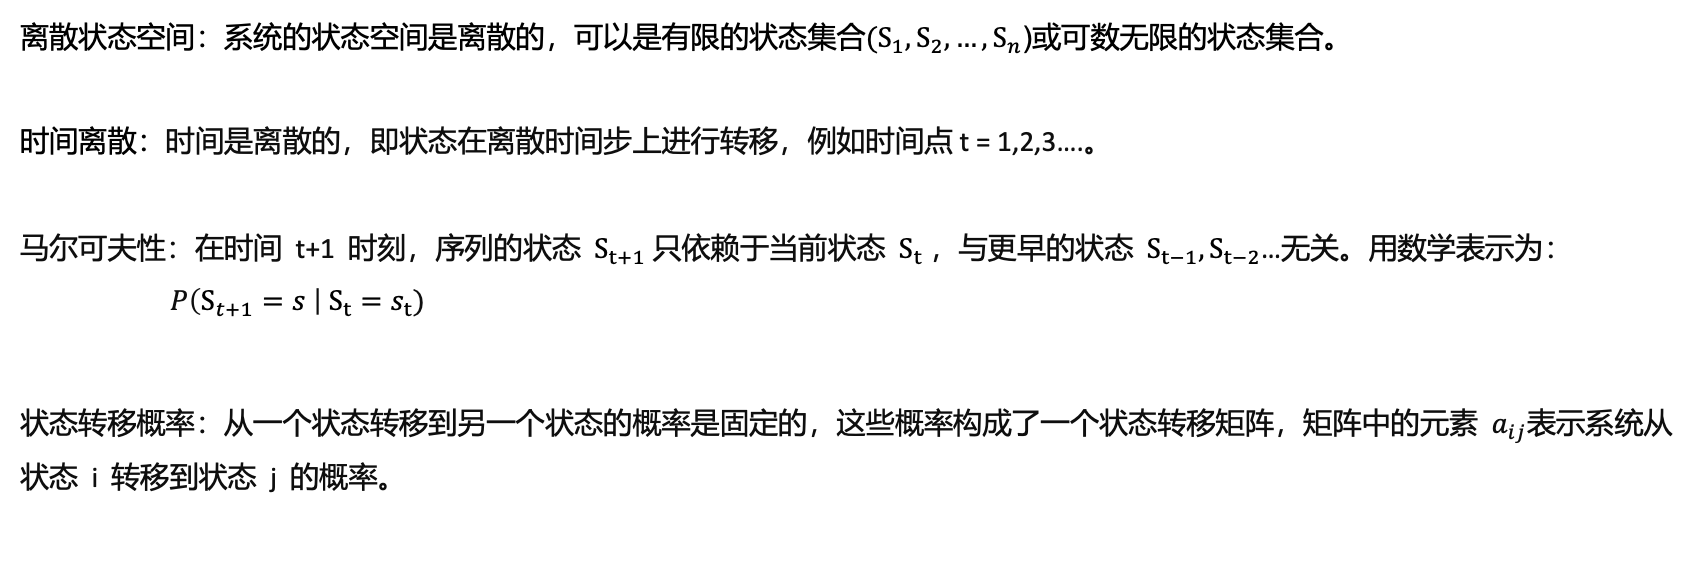 离散状态空间：系统的状态空间是离散的，可以是有限的状态集合(S₁, S₂, … , Sₙ)或可数无限的状态集合。
时间离散：时间是离散的，即状态在离散时间步上进行转移，例如时间点 t = 1,2,3….。
马尔可夫性：在时间 t+1 时刻，序列的状态 Sₜ₊₁ 只依赖于当前状态 Sₜ ，与更早的状态 Sₜ₋₁, Sₜ₋₂…无关。用数学表示为：
P(Sₜ₊₁ = s | Sₜ = sₜ)
状态转移概率：从一个状态转移到另一个状态的概率是固定的，这些概率构成了一个状态转移矩阵，矩阵中的元素 aᵢⱼ表示系统从
状态 i 转移到状态 j 的概率。